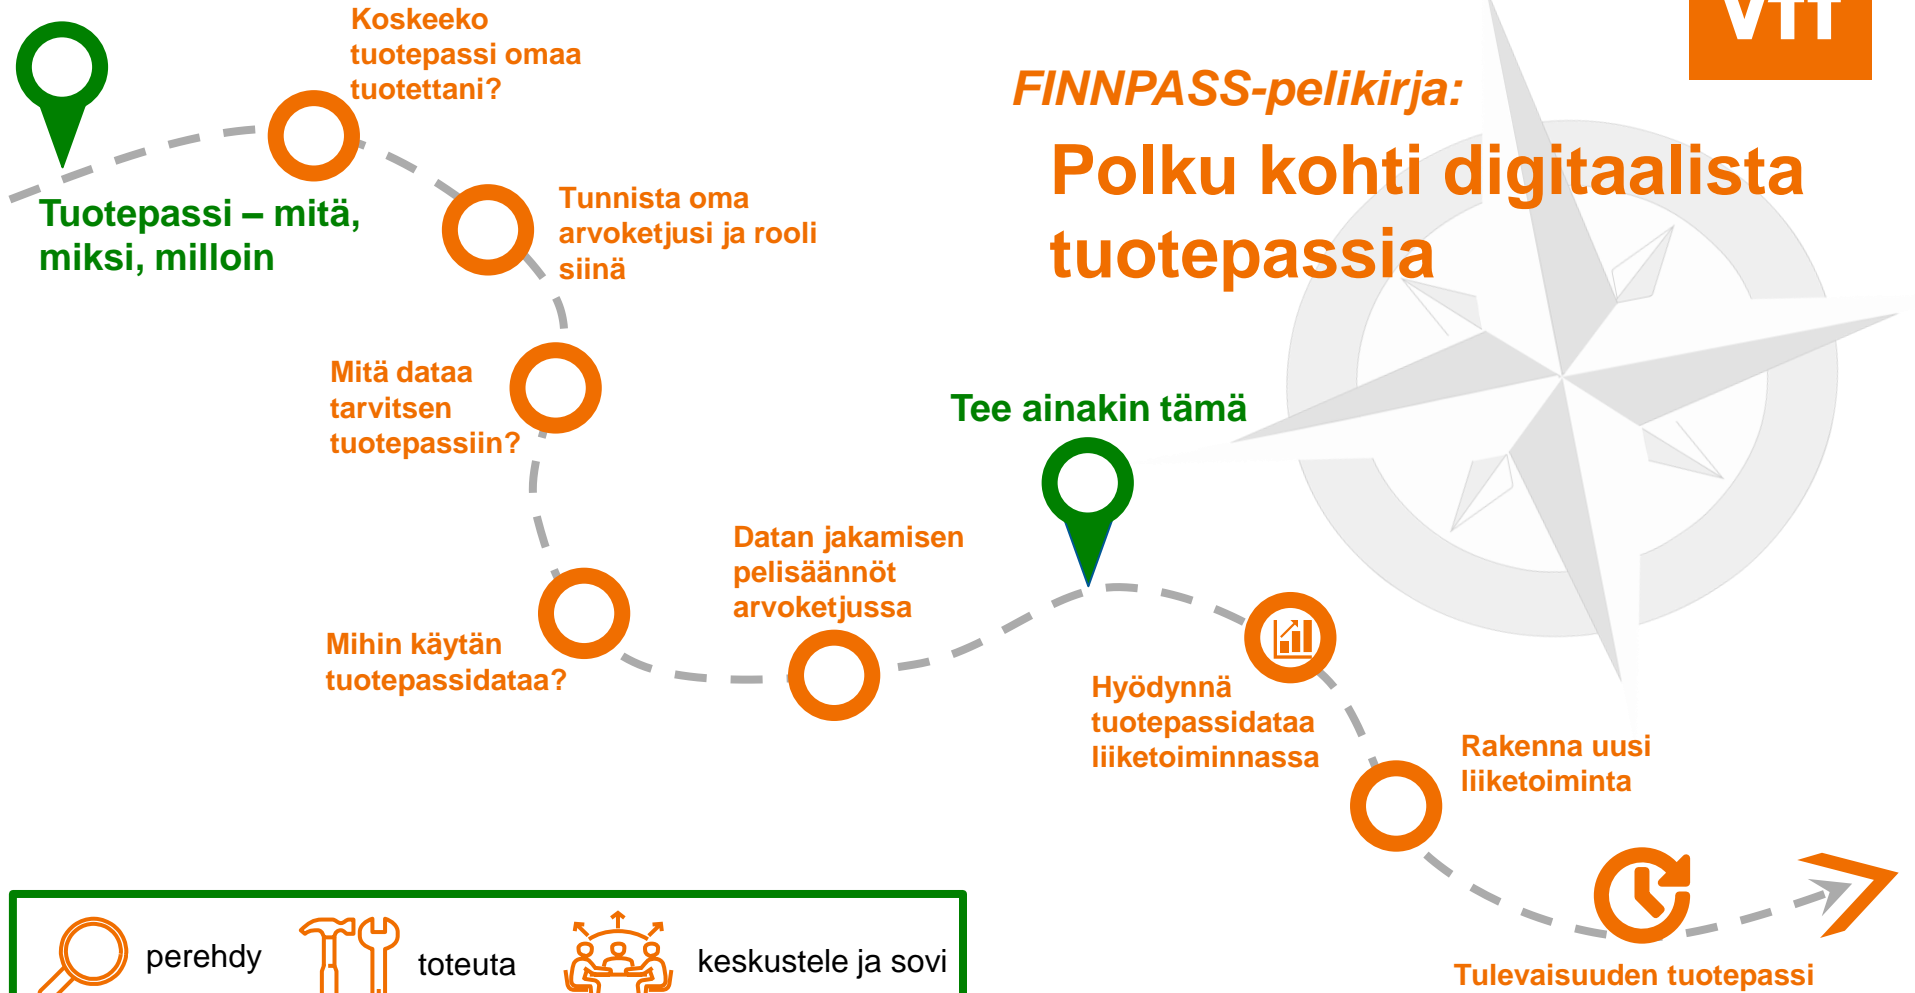 VTT
FINNPASS-pelikirja:
Polku kohti digitaalista
tuotepassia
Tuotepassi – mitä,
miksi, milloin
Koskeeko
tuotepassi omaa
tuotettani?
Tunnista oma
arvoketjusi ja rooli
siinä
Mitä dataa
tarvitsen
tuotepassiin?
Mihin käytän
tuotepassidataa?
Datan jakamisen
pelisäännöt
arvoketjussa
Tee ainakin tämä
Hyödynnä
tuotepassidataa
liiketoiminnassa
Rakenna uusi
liiketoiminta
Tulevaisuuden tuotepassi
perehdy
toteuta
keskustele ja sovi